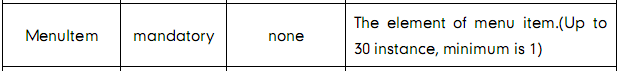 MenuItem mandatory none The element of menu item.(Up to
30 instance, minimum is 1)